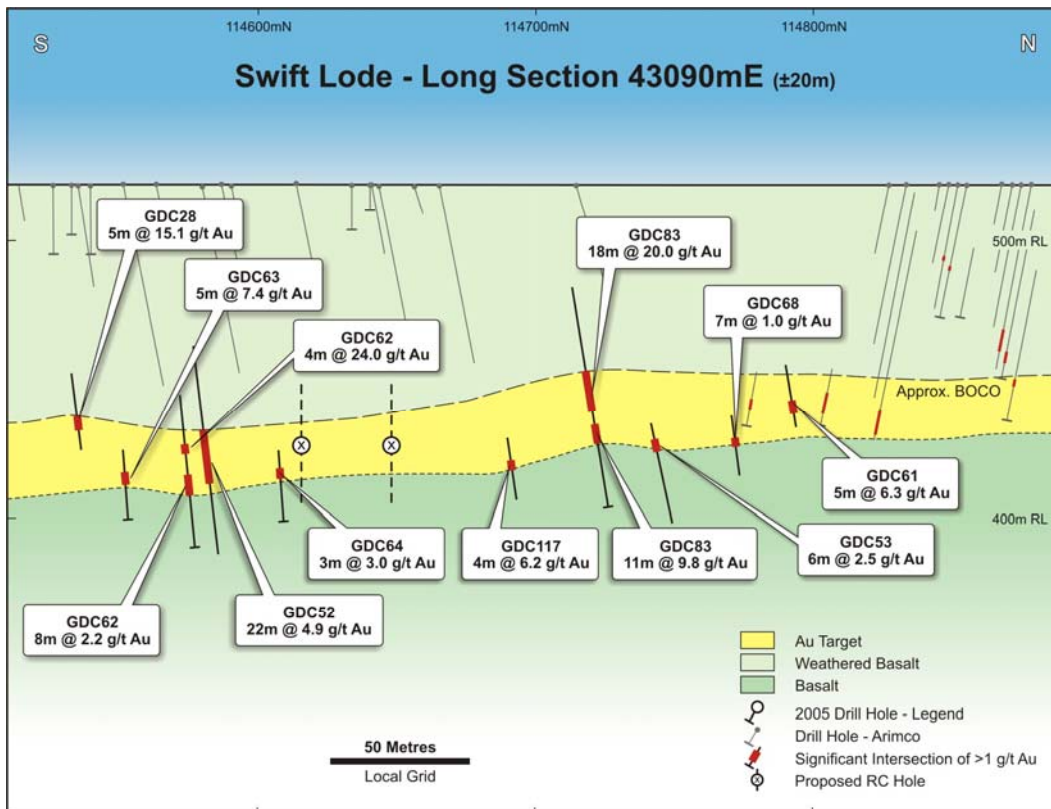 114600mN
114700mN
114800mN
S
N
Swift Lode - Long Section 43090mE (±20m)
GDC28
5m @ 15.1 g/t Au
GDC63
5m @ 7.4 g/t Au
GDC62
4m @ 24.0 g/t Au
GDC83
18m @ 20.0 g/t Au
GDC68
7m @ 1.0 g/t Au
500m RL
Approx. BOCO
GDC61
5m @ 6.3 g/t Au
400m RL
GDC53
6m @ 2.5 g/t Au
GDC64
3m @ 3.0 g/t Au
GDC117
4m @ 6.2 g/t Au
GDC83
11m @ 9.8 g/t Au
GDC62
8m @ 2.2 g/t Au
GDC52
22m @ 4.9 g/t Au
X
X
Au Target
Weathered Basalt
Basalt
2005 Drill Hole - Legend
Drill Hole - Arimco
Significant Intersection of >1 g/t Au
X
Proposed RC Hole
50 Metres
Local Grid